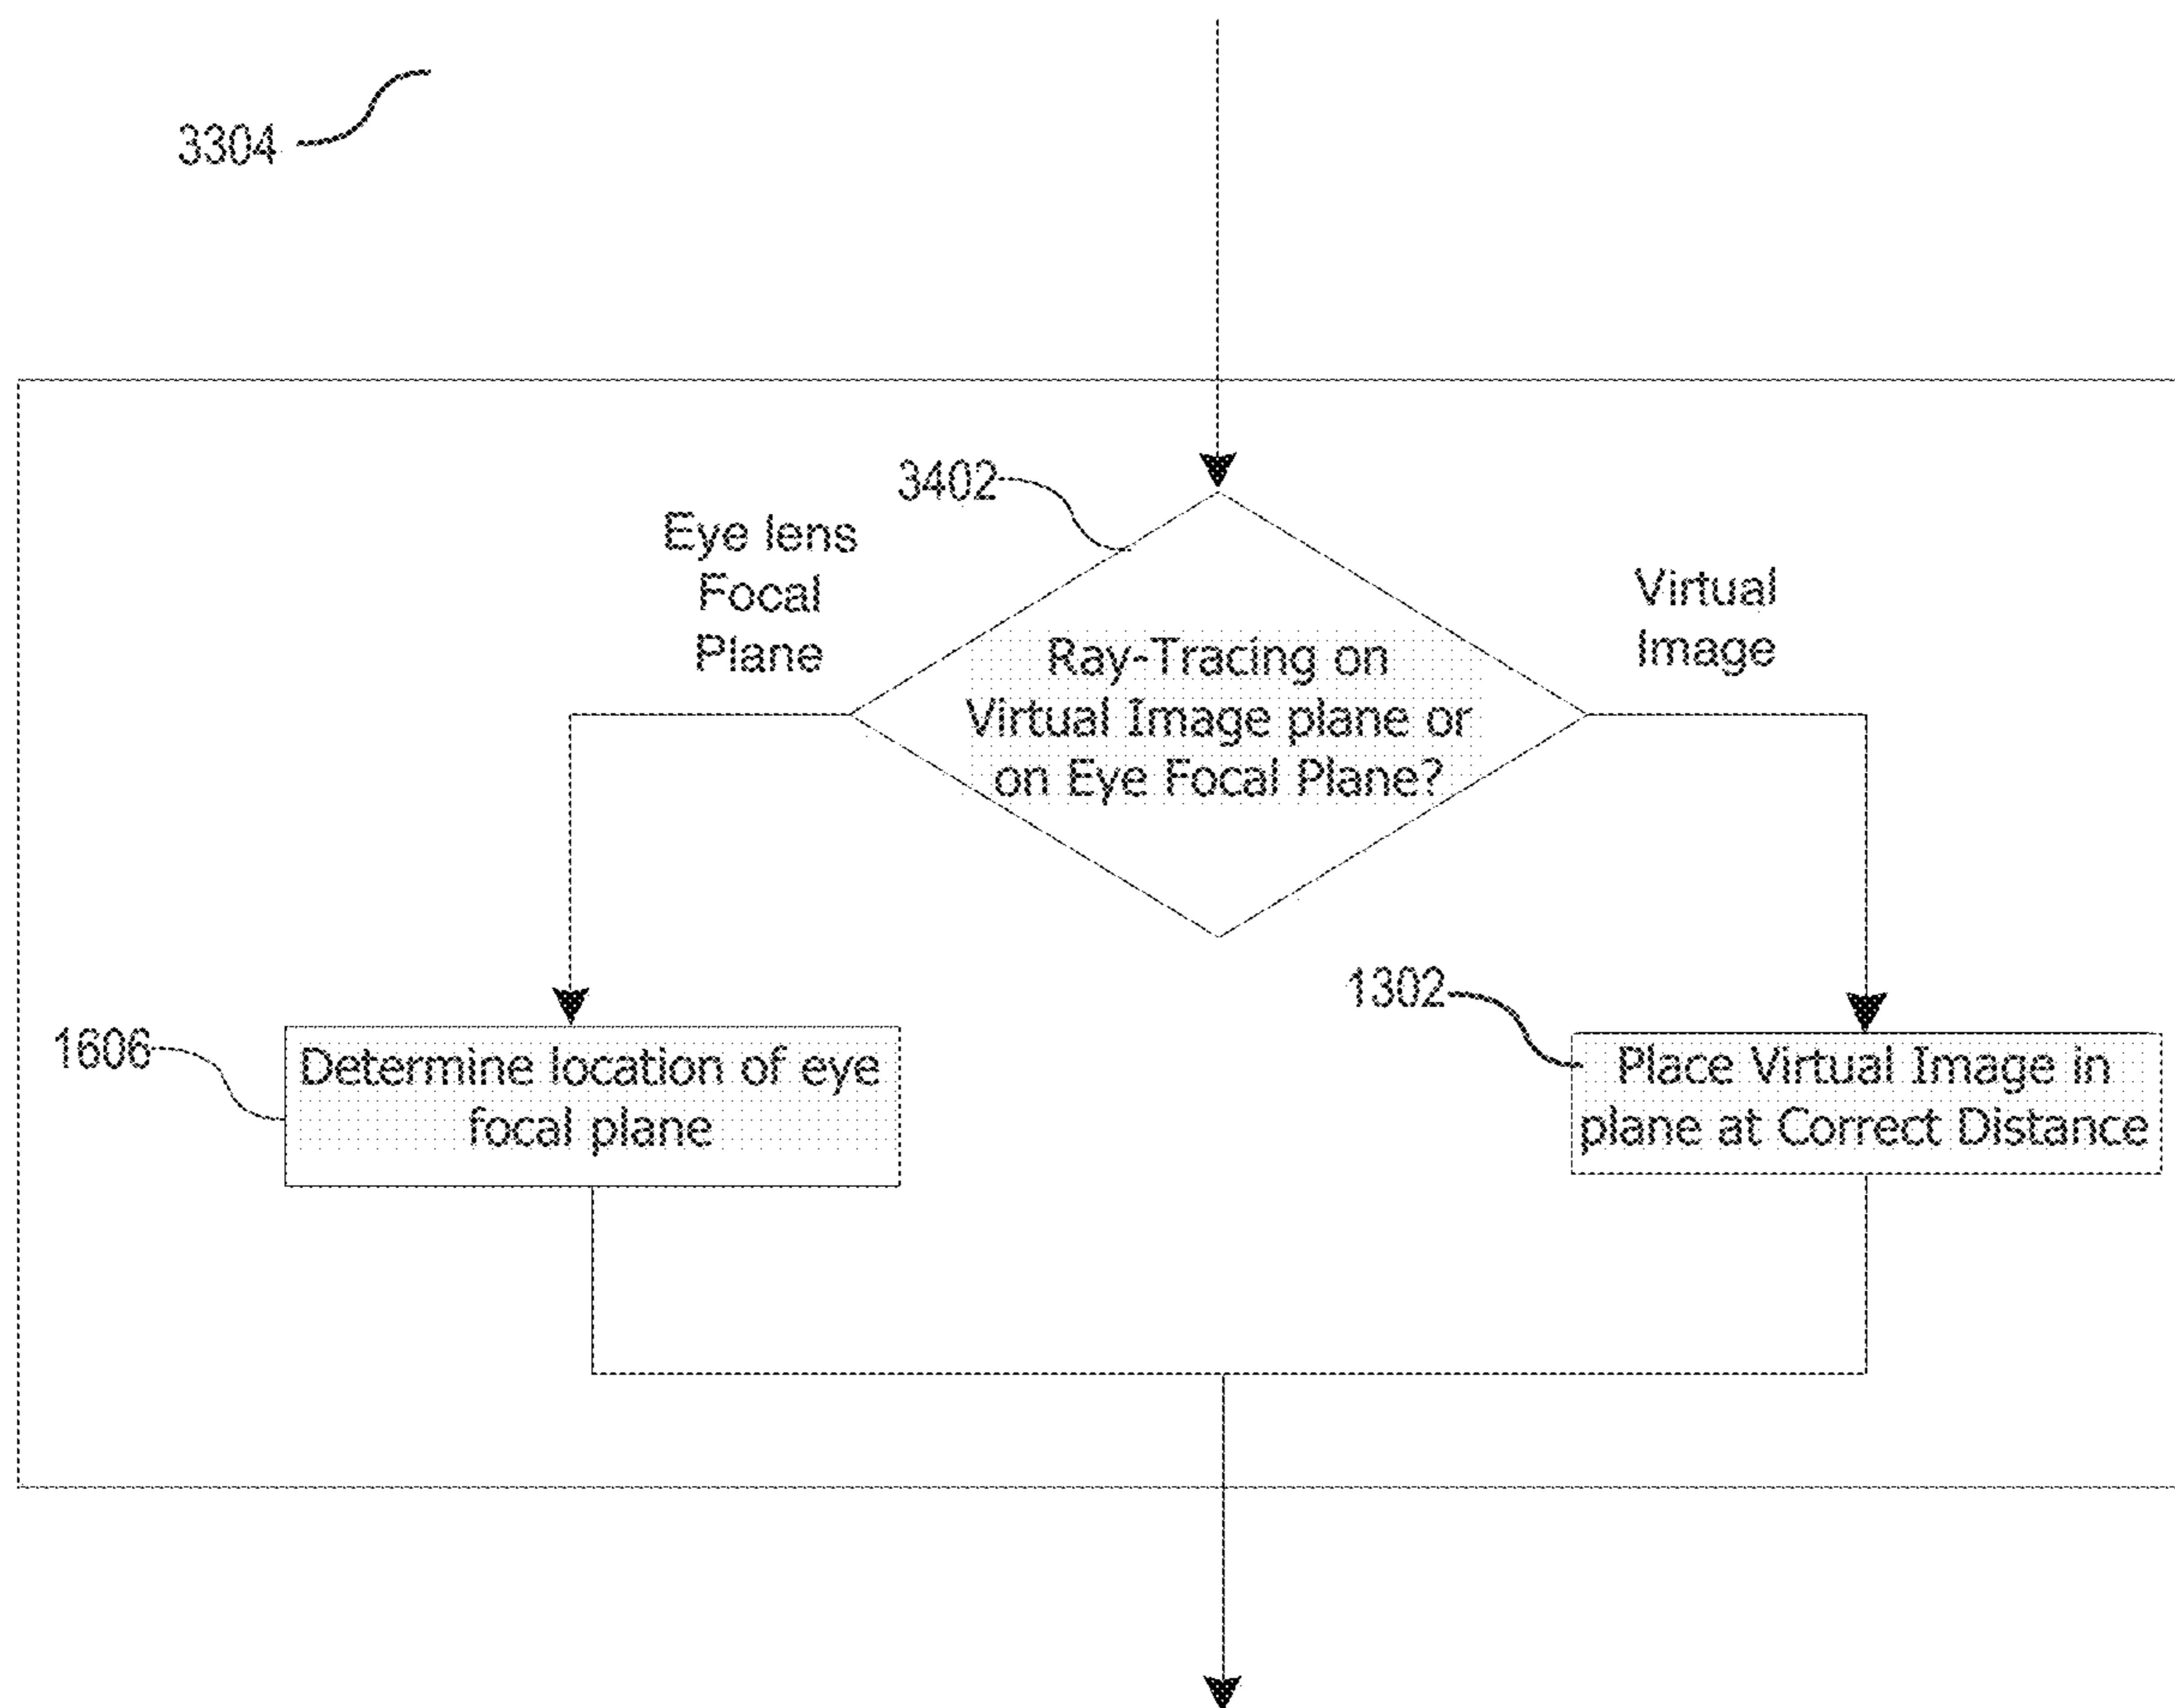 3304
3402
Eye lens
Focal
Plane
Virtual
Image
Ray-Tracing on
Virtual Image plane or
on Eye Focal Plane?
1302
1606
Determine location of eye
focal plane
Place Virtual Image in
plane at Correct Distance